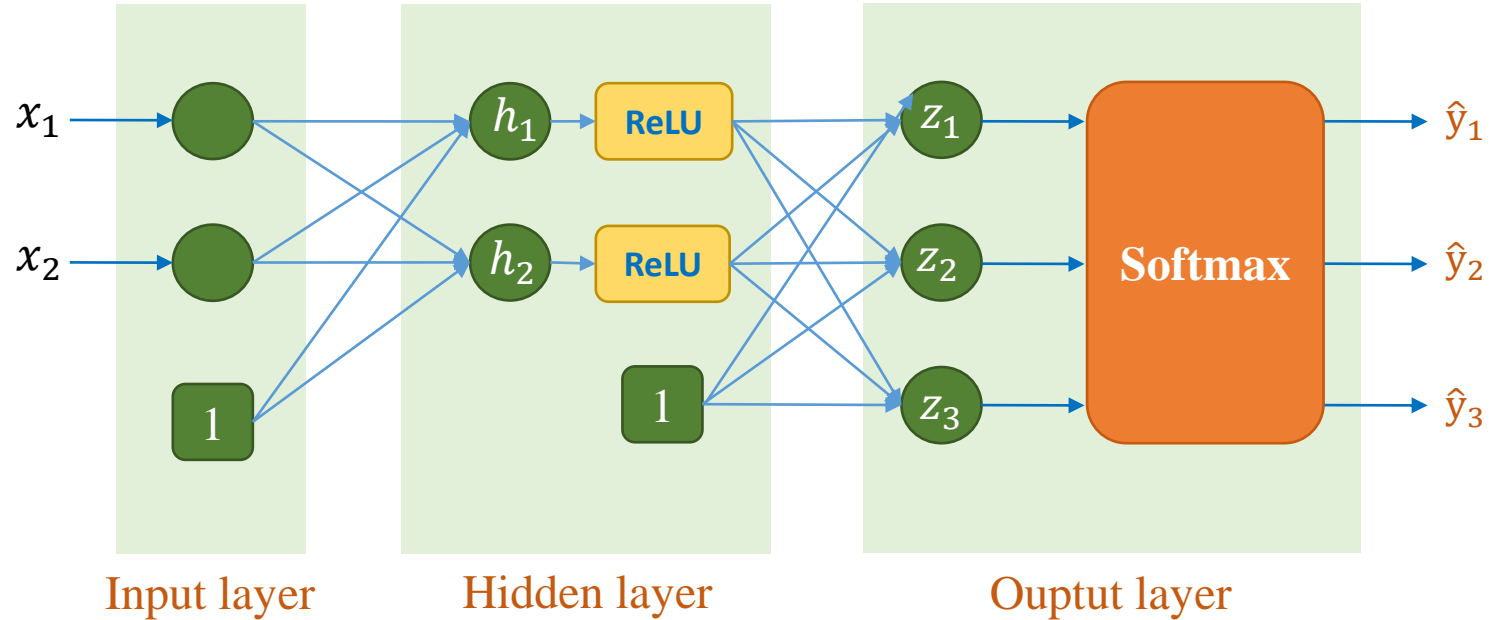 x₁ h₁ ReLU z₁ ŷ₁
x₂ h₂ ReLU z₂ Softmax ŷ₂
1 1 z₃ ŷ₃
Input layer Hidden layer Ouptut layer